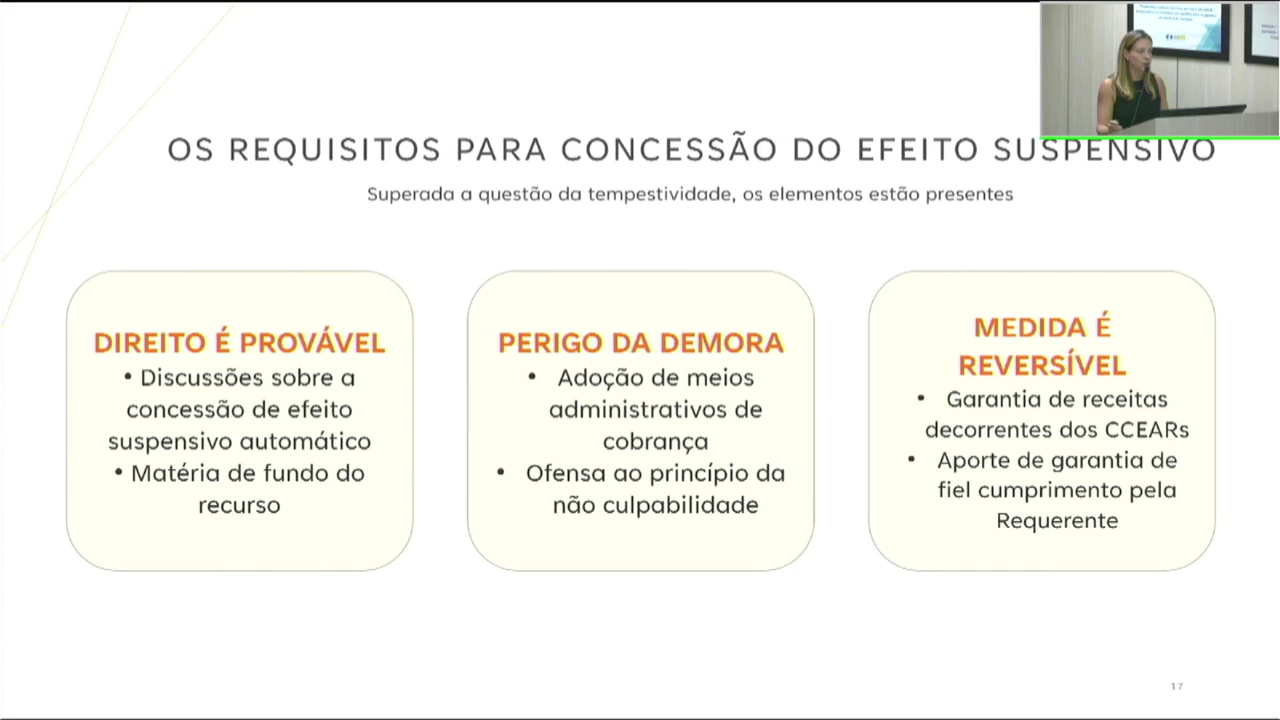 OS REQUISITOS PARA CONCESSÃO DO EFEITO SUSPENSIVO
Superada a questão da tempestividade, os elementos estão presentes
DIREITO É PROVÁVEL
• Discussões sobre a
concessão de efeito
suspensivo automático
• Matéria de fundo do
recurso
PERIGO DA DEMORA
• Adoção de meios
administrativos de
cobrança
• Ofensa ao princípio da
não culpabilidade
MEDIDA É
REVERSÍVEL
• Garantia de receitas
decorrentes dos CCEARs
• Aporte de garantia de
fiel cumprimento pela
Requerente
17